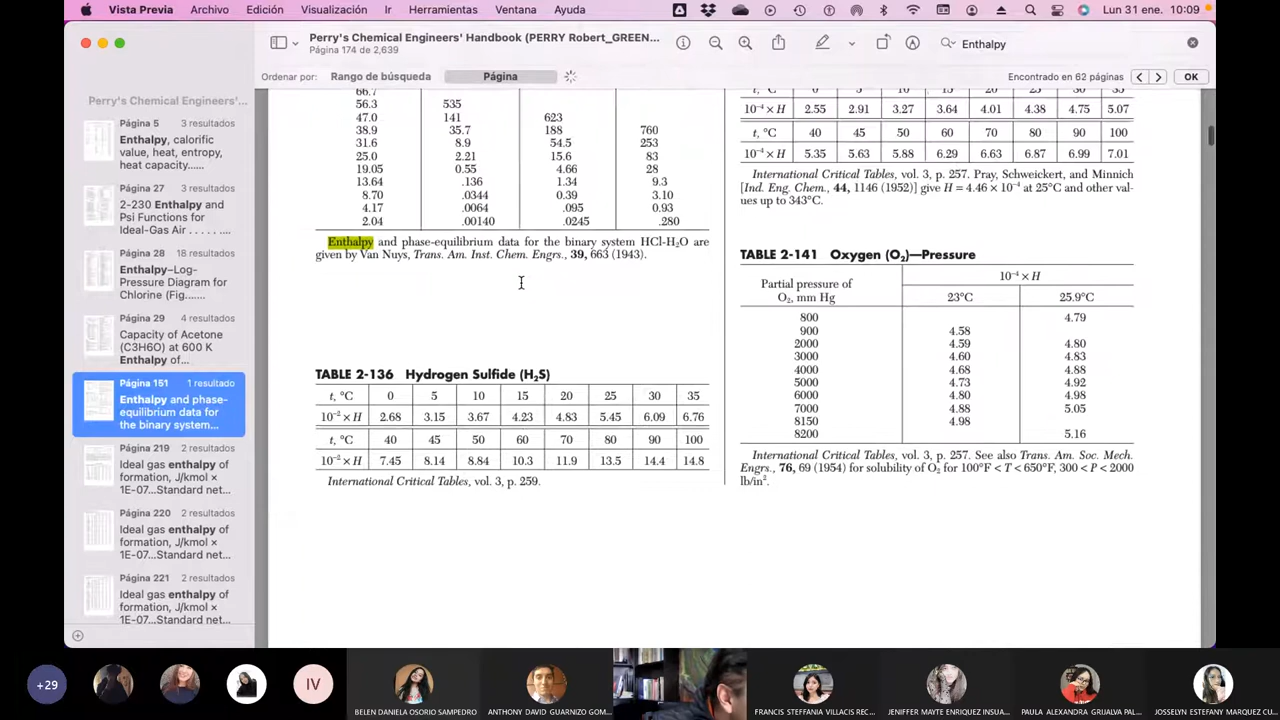 Vista Previa Archivo Edición Visualización Ir Herramientas Ventana Ayuda Lun 31 ene. 10:09
Perry's Chemical Engineers' Handbook (PERRY Robert_GREEN...
Página 174 de 2,639
Enthalpy
Ordenar por: Rango de búsqueda Página Encontrado en 62 páginas OK
Perry's Chemical Engineers'...
Página 5 3 resultados
Enthalpy, calorific
value, heat, entropy,
heat capacity......
Página 27 3 resultados
2-230 Enthalpy and
Psi Functions for
Ideal-Gas Air . . . . . .
Página 28 18 resultados
Enthalpy–Log-
Pressure Diagram for
Chlorine (Fig.......
Página 29 4 resultados
Capacity of Acetone
(C3H6O) at 600 K
Enthalpy of...
Página 151 1 resultado
Enthalpy and phase-
equilibrium data for
the binary system...
Página 219 2 resultados
Ideal gas enthalpy of
formation, J/kmol ×
1E-07...Standard net...
Página 220 2 resultados
Ideal gas enthalpy of
formation, J/kmol ×
1E-07...Standard net...
Página 221 2 resultados
Ideal gas enthalpy of
formation, J/kmol ×
1E-07...Standard net...
66.7
56.3 535
47.0 141 623
38.9 35.7 188 760
31.6 8.9 54.5 253
25.0 2.21 15.6 83
19.05 0.55 4.66 28
13.64 .136 1.34 9.3
8.70 .0344 0.39 3.10
4.17 .0064 .095 0.93
2.04 .00140 .0245 .280
Enthalpy and phase-equilibrium data for the binary system HCl-H₂O are
given by Van Nuys, Trans. Am. Inst. Chem. Engrs., 39, 663 (1943).
TABLE 2-136 Hydrogen Sulfide (H₂S)
t, °C 0 5 10 15 20 25 30 35
10⁻² × H 2.68 3.15 3.67 4.23 4.83 5.45 6.09 6.76
t, °C 40 45 50 60 70 80 90 100
10⁻² × H 7.45 8.14 8.84 10.3 11.9 13.5 14.4 14.8
International Critical Tables, vol. 3, p. 259.
t, °C 0 5 10 15 20 25 30 35
10⁻⁴ × H 2.55 2.91 3.27 3.64 4.01 4.38 4.75 5.07
t, °C 40 45 50 60 70 80 90 100
10⁻⁴ × H 5.35 5.63 5.88 6.29 6.63 6.87 6.99 7.01
International Critical Tables, vol. 3, p. 257. Pray, Schweickert, and Minnich
[Ind. Eng. Chem., 44, 1146 (1952)] give H = 4.46 × 10⁻⁴ at 25°C and other val-
ues up to 343°C.
TABLE 2-141 Oxygen (O₂)—Pressure
10⁻⁴ × H
Partial pressure of
O₂, mm Hg 23°C 25.9°C
800 4.79
900 4.58
2000 4.59 4.80
3000 4.60 4.83
4000 4.68 4.88
5000 4.73 4.92
6000 4.80 4.98
7000 4.88 5.05
8150 4.98
8200 5.16
International Critical Tables, vol. 3, p. 257. See also Trans. Am. Soc. Mech.
Engrs., 76, 69 (1954) for solubility of O₂ for 100°F < T < 650°F, 300 < P < 2000
lb/in².
+29
IV
BELEN DANIELA OSORIO SAMPEDRO
ANTHONY DAVID GUARNIZO GOM...
FRANCIS STEFFANIA VILLACIS REC...
JENIFFER MAYTE ENRIQUEZ INSUA...
PAULA ALEXANDRA GRIJALVA PAL...
JOSSELYN ESTEFANY MARQUEZ CU...